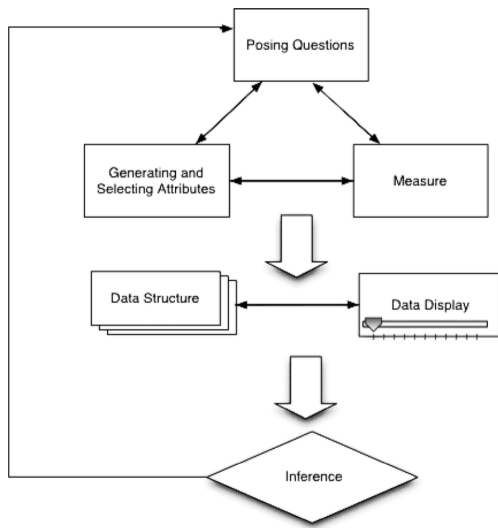 Posing Questions
Generating and
Selecting Attributes
Measure
Data Structure
Data Display
Inference